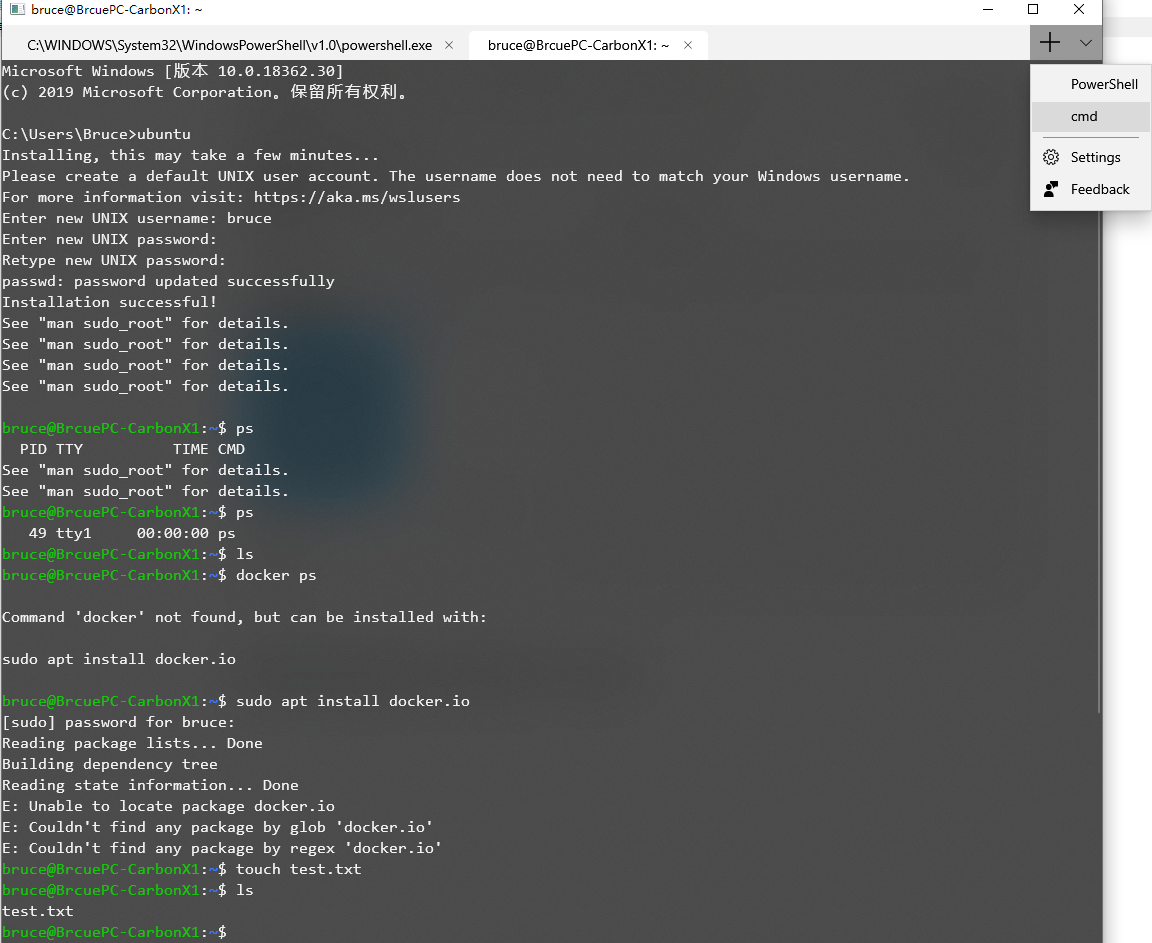 bruce@BrcuePC-CarbonX1: ~
C:\WINDOWS\System32\WindowsPowerShell\v1.0\powershell.exe
bruce@BrcuePC-CarbonX1: ~
PowerShell
cmd
Settings
Feedback
Microsoft Windows [版本 10.0.18362.30]
(c) 2019 Microsoft Corporation。保留所有权利。
C:\Users\Bruce>ubuntu
Installing, this may take a few minutes...
Please create a default UNIX user account. The username does not need to match your Windows username.
For more information visit: https://aka.ms/wslusers
Enter new UNIX username: bruce
Enter new UNIX password:
Retype new UNIX password:
passwd: password updated successfully
Installation successful!
See "man sudo_root" for details.
See "man sudo_root" for details.
See "man sudo_root" for details.
See "man sudo_root" for details.
bruce@BrcuePC-CarbonX1:~$ ps
  PID TTY          TIME CMD
See "man sudo_root" for details.
See "man sudo_root" for details.
bruce@BrcuePC-CarbonX1:~$ ps
   49 tty1     00:00:00 ps
bruce@BrcuePC-CarbonX1:~$ ls
bruce@BrcuePC-CarbonX1:~$ docker ps
Command 'docker' not found, but can be installed with:
sudo apt install docker.io
bruce@BrcuePC-CarbonX1:~$ sudo apt install docker.io
[sudo] password for bruce:
Reading package lists... Done
Building dependency tree
Reading state information... Done
E: Unable to locate package docker.io
E: Couldn't find any package by glob 'docker.io'
E: Couldn't find any package by regex 'docker.io'
bruce@BrcuePC-CarbonX1:~$ touch test.txt
bruce@BrcuePC-CarbonX1:~$ ls
test.txt
bruce@BrcuePC-CarbonX1:~$